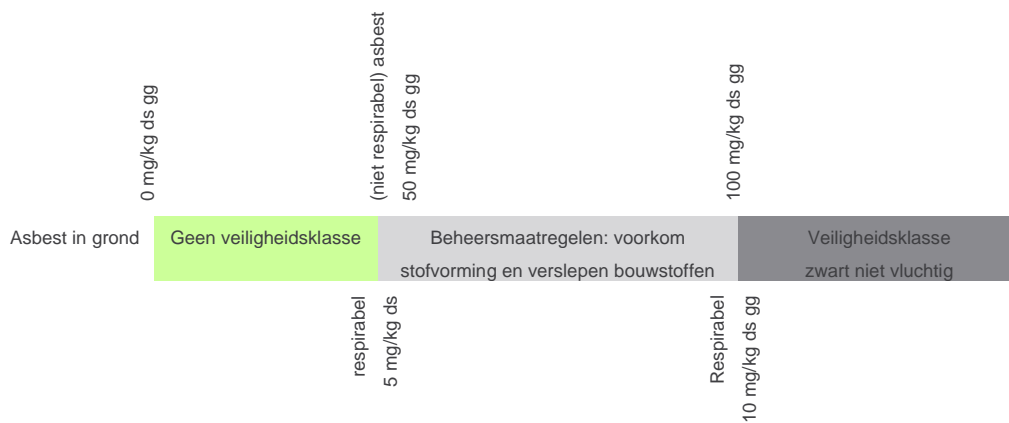 0 mg/kg ds gg
(niet respirabel) asbest
50 mg/kg ds gg
100 mg/kg ds gg
Asbest in grond
Geen veiligheidsklasse
Beheersmaatregelen: voorkom
stofvorming en verslepen bouwstoffen
Veiligheidsklasse
zwart niet vluchtig
respirabel
5 mg/kg ds
Respirabel
10 mg/kg ds gg